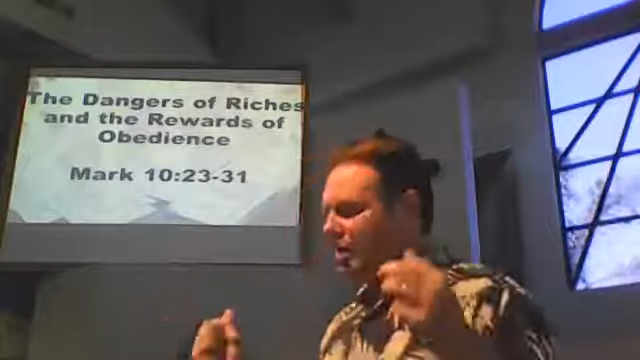 The Dangers of Riches
and the Rewards of
Obedience
Mark 10:23-31